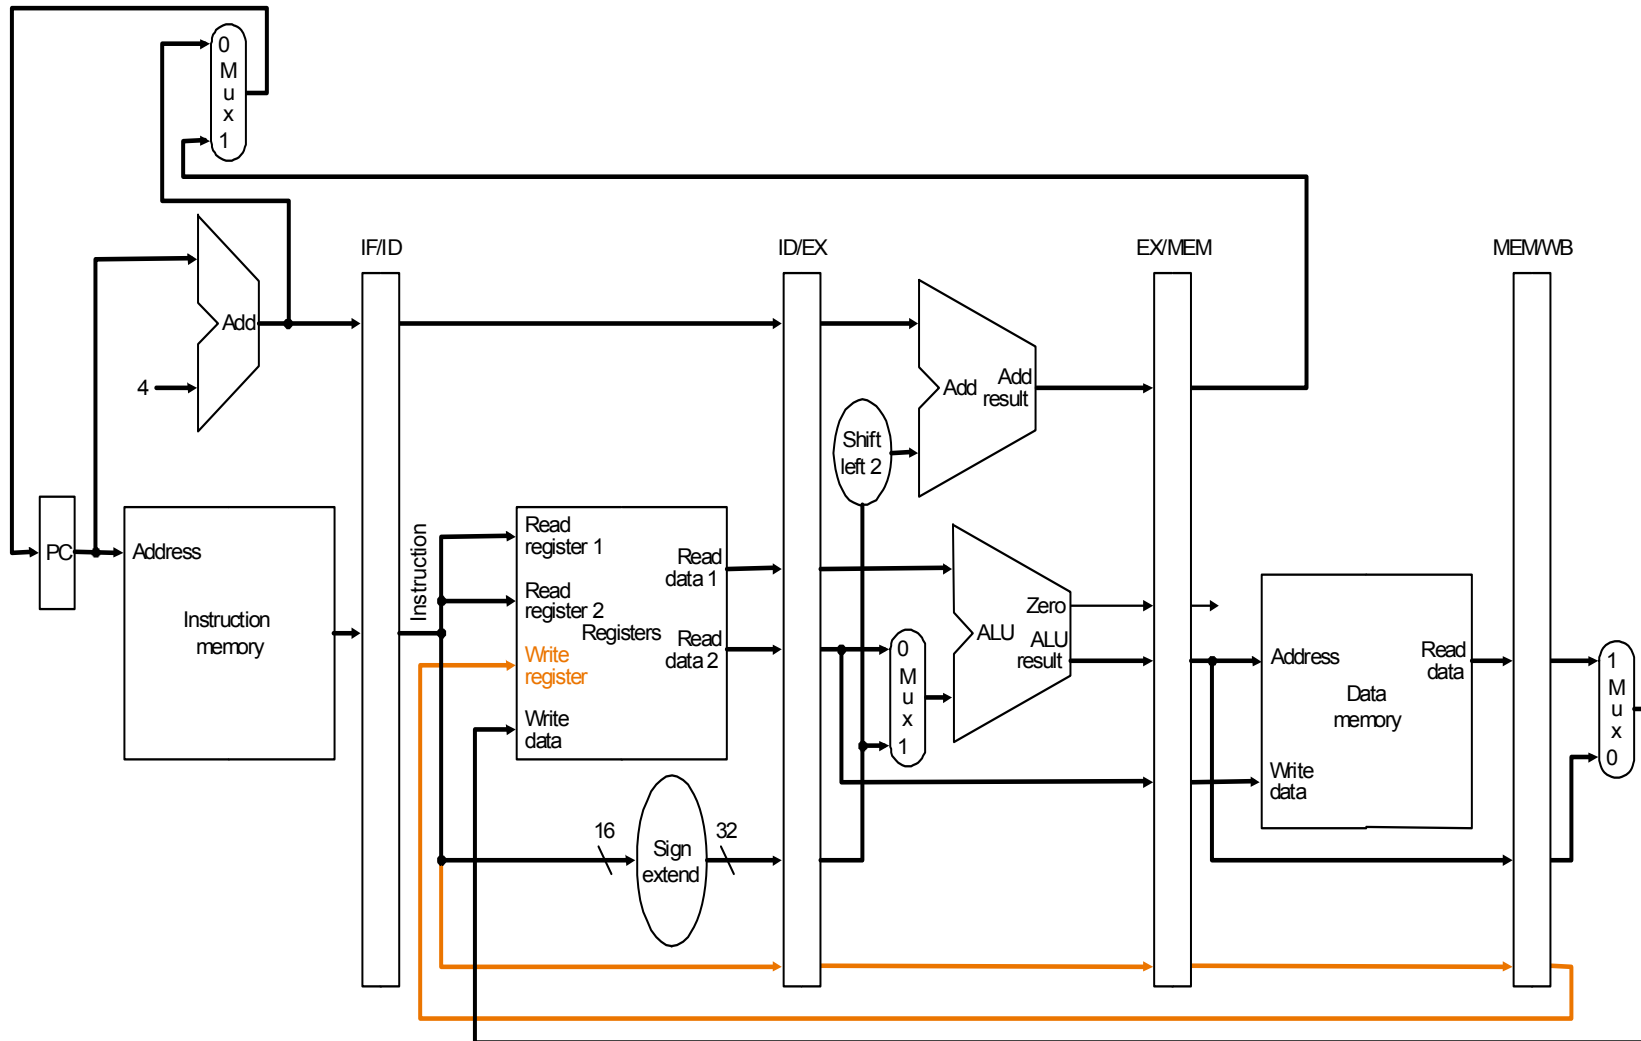 0
M
u
x
1
IF/ID
ID/EX
EX/MEM
MEM/WB
Add
4
Add
Add
result
Shift
left 2
PC
Address
Instruction
memory
Instruction
Read
register 1
Read
register 2
Write
register
Write
data
Registers
Read
data 1
Read
data 2
0
M
u
x
1
Zero
ALU
ALU
result
Address
Read
data
Data
memory
Write
data
1
M
u
x
0
16
Sign
extend
32